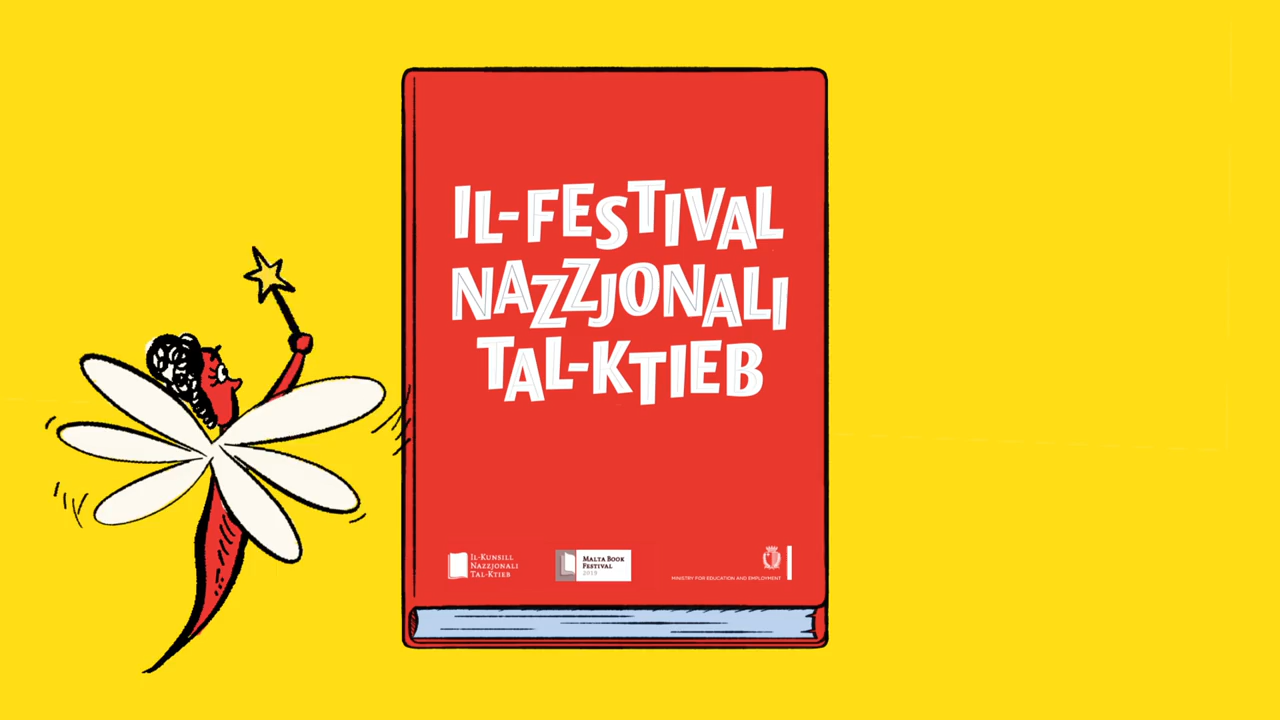 IL-FESTIVAL
NAZZJONALI
TAL-KTIEB
IL-KUNSILL
NAZZJONALI
TAL-KTIEB
MALTA BOOK
FESTIVAL
2019
MINISTRY FOR EDUCATION AND EMPLOYMENT